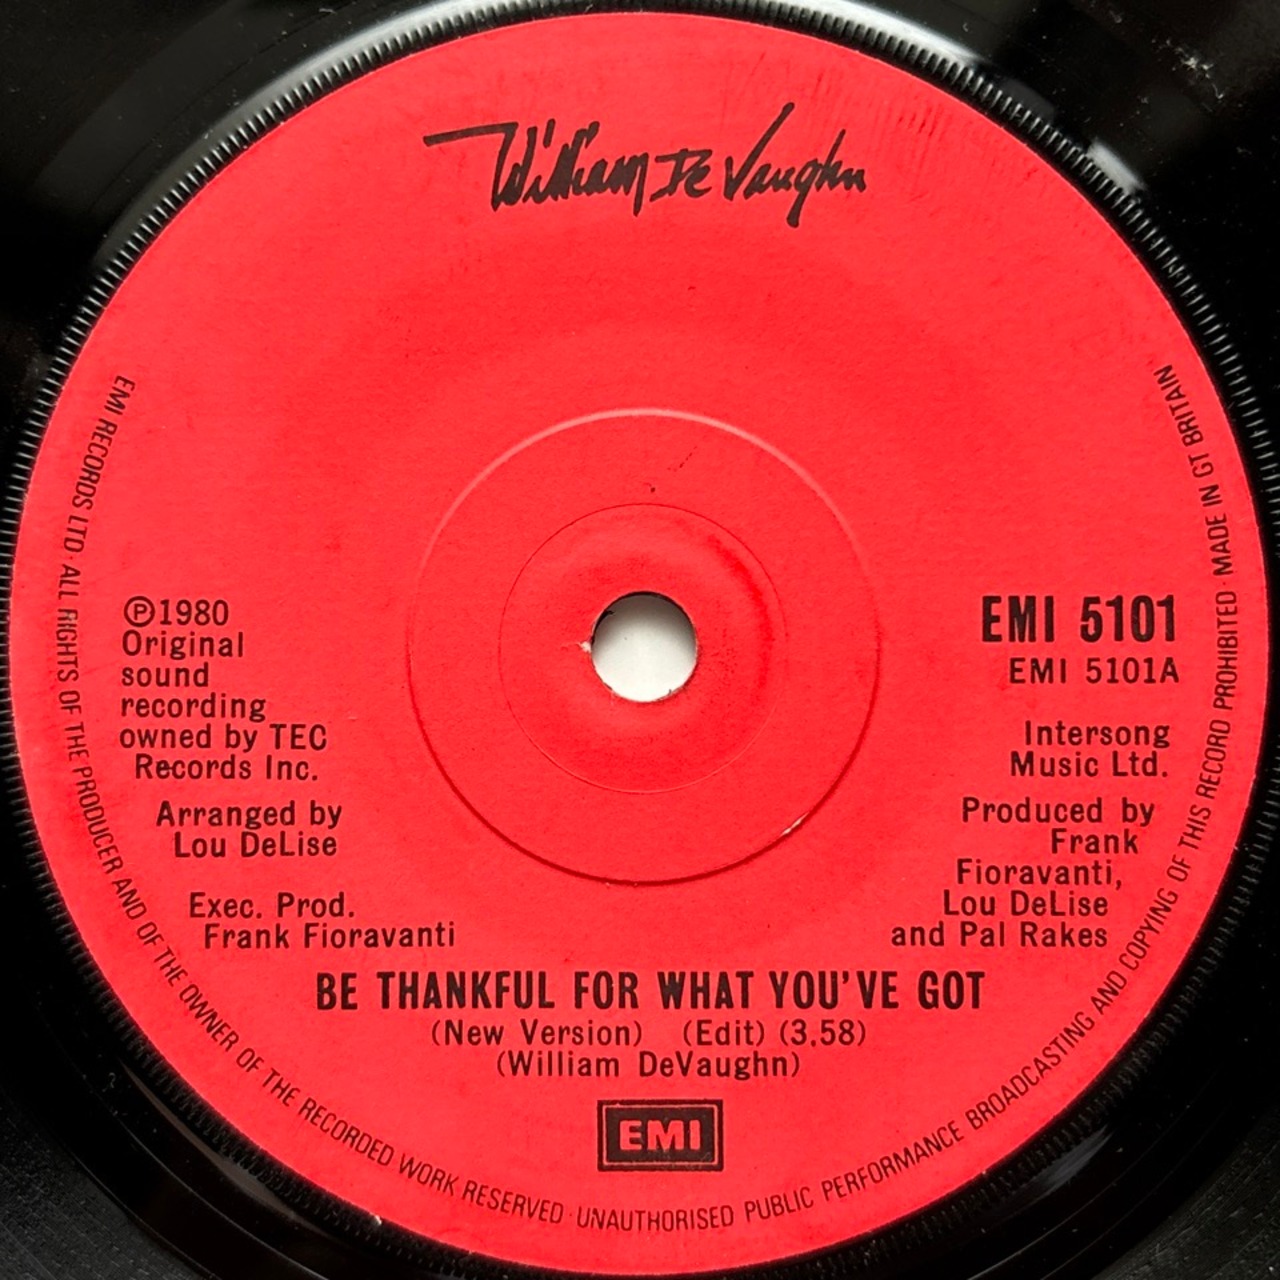 William De Vaughn
EMI RECORDS LTD · ALL RIGHTS OF THE PRODUCER AND OF THE OWNER OF THE RECORDED WORK RESERVED · UNAUTHORISED PUBLIC PERFORMANCE BROADCASTING AND COPYING OF THIS RECORD PROHIBITED · MADE IN GT BRITAIN
Ⓟ1980
Original
sound
recording
owned by TEC
Records Inc.
Arranged by
Lou DeLise
Exec. Prod.
Frank Fioravanti
EMI 5101
EMI 5101A
Intersong
Music Ltd.
Produced by
Frank
Fioravanti,
Lou DeLise
and Pal Rakes
BE THANKFUL FOR WHAT YOU'VE GOT
(New Version) (Edit) (3.58)
(William DeVaughn)
EMI